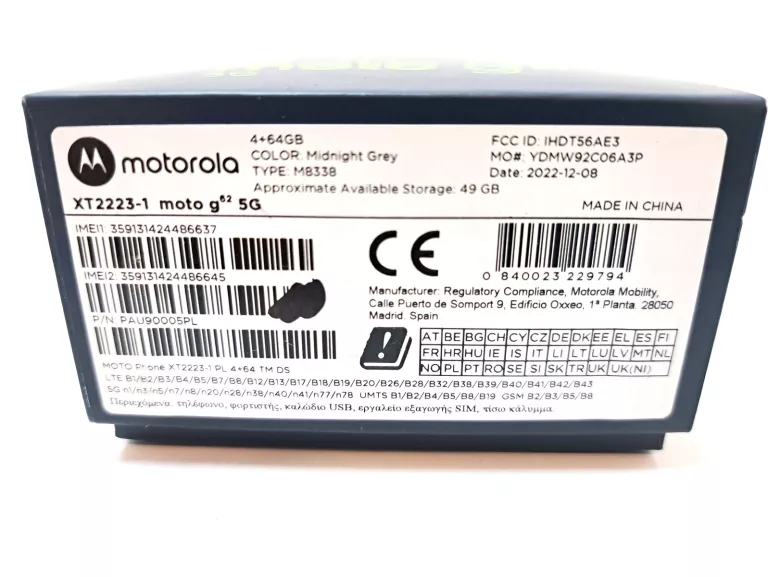 motorola
4+64GB
COLOR: Midnight Grey
TYPE: M8338
Approximate Available Storage: 49 GB
FCC ID: IHDT56AE3
MO#: YDMW92C06A3P
Date: 2022-12-08
XT2223-1 moto g⁶² 5G
MADE IN CHINA
IMEI1: 359131424486637
IMEI2: 359131424486645
P/N: PAU90005PL
CE
0 840023 229794
Manufacturer: Regulatory Compliance, Motorola Mobility,
Calle Puerto de Somport 9, Edificio Oxxeo, 1ª Planta. 28050
Madrid. Spain
AT BE BG CH CY CZ DE DK EE EL ES FI
FR HR HU IE IS IT LI LT LU LV MT NL
NO PL PT RO SE SI SK TR UK UK(NI)
MOTO Phone XT2223-1 PL 4+64 TM DS
LTE B1/B2/B3/B4/B5/B7/B8/B12/B13/B17/B18/B19/B20/B26/B28/B32/B38/B39/B40/B41/B42/B43
5G n1/n3/n5/n7/n8/n20/n28/n38/n40/n41/n77/n78 UMTS B1/B2/B4/B5/B8/B19 GSM B2/B3/B5/B8
Περιεχόμενα: τηλέφωνο, φορτιστής, καλώδιο USB, εργαλείο εξαγωγής SIM, πίσω κάλυμμα